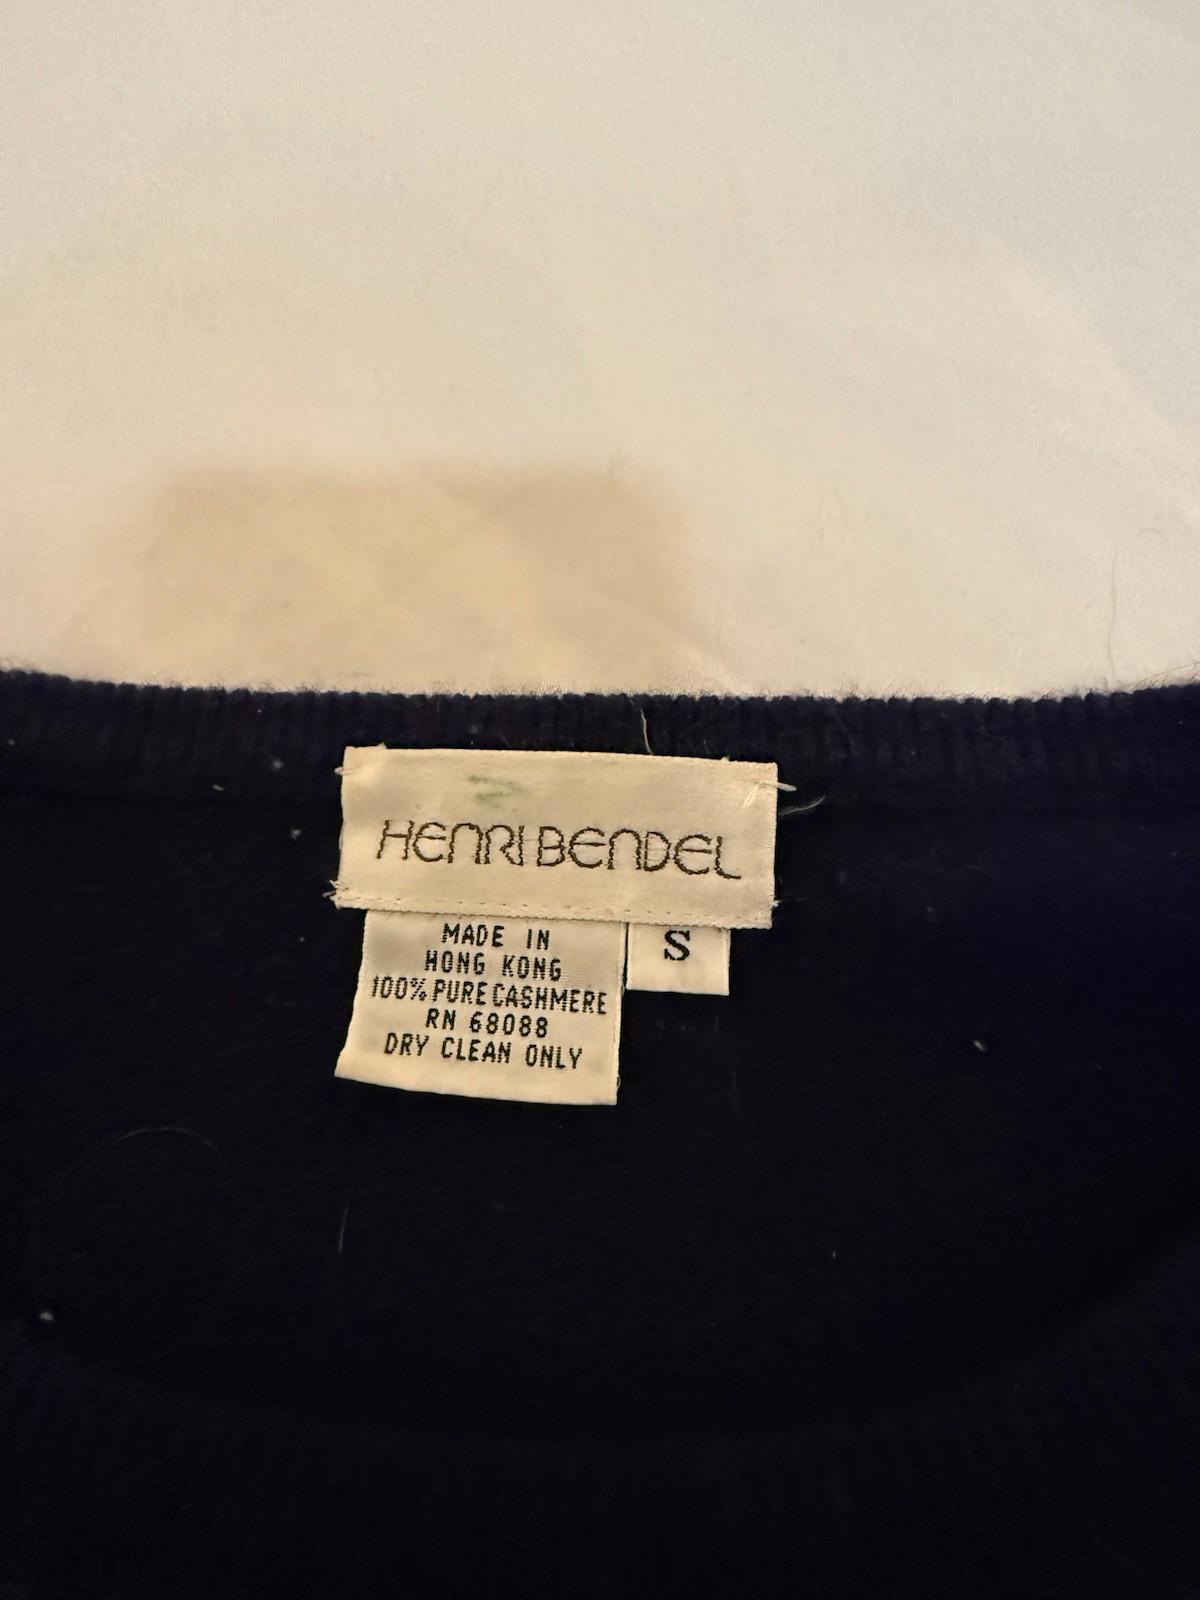 HENRI BENDEL
MADE IN
HONG KONG
100% PURE CASHMERE
RN 68088
DRY CLEAN ONLY
S